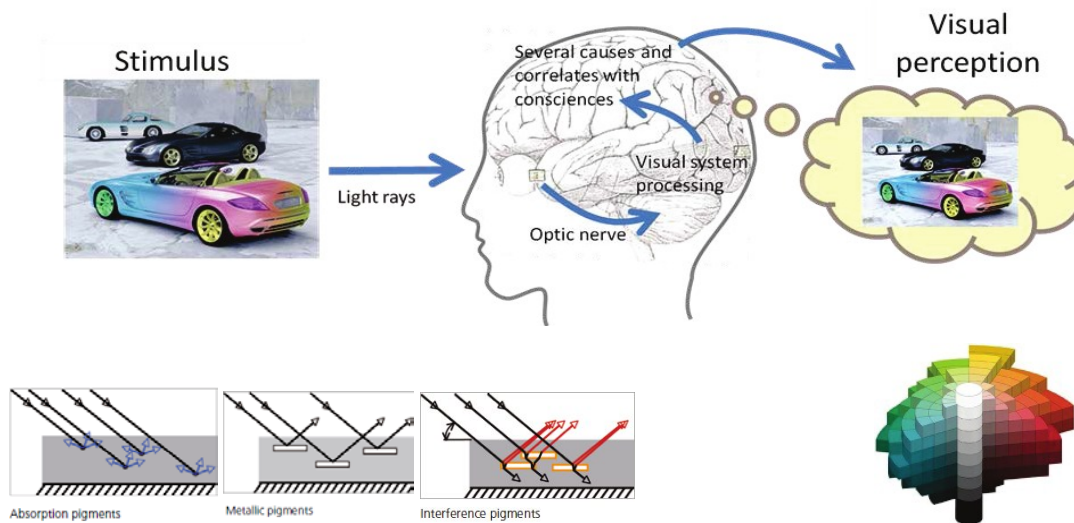 Stimulus
Several causes and
correlates with
consciences
Visual
perception
Light rays
Visual system
processing
Optic nerve
Absorption pigments
Metallic pigments
Interference pigments